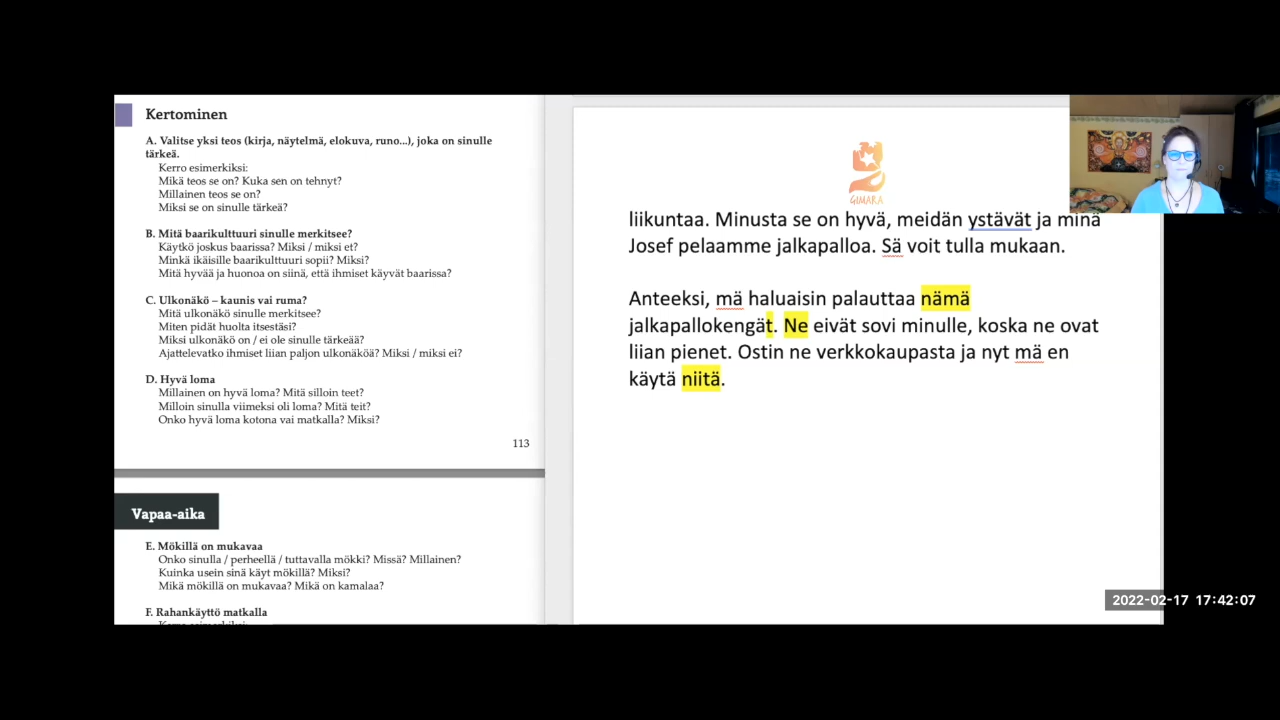 Kertominen
A. Valitse yksi teos (kirja, näytelmä, elokuva, runo...), joka on sinulle
tärkeä.
Kerro esimerkiksi:
Mikä teos se on? Kuka sen on tehnyt?
Millainen teos se on?
Miksi se on sinulle tärkeä?
B. Mitä baarikulttuuri sinulle merkitsee?
Käytkö joskus baarissa? Miksi / miksi et?
Minkä ikäisille baarikulttuuri sopii? Miksi?
Mitä hyvää ja huonoa on siinä, että ihmiset käyvät baarissa?
C. Ulkonäkö – kaunis vai ruma?
Mitä ulkonäkö sinulle merkitsee?
Miten pidät huolta itsestäsi?
Miksi ulkonäkö on / ei ole sinulle tärkeää?
Ajattelevatko ihmiset liian paljon ulkonäköä? Miksi / miksi ei?
D. Hyvä loma
Millainen on hyvä loma? Mitä silloin teet?
Milloin sinulla viimeksi oli loma? Mitä teit?
Onko hyvä loma kotona vai matkalla? Miksi?
113
Vapaa-aika
E. Mökillä on mukavaa
Onko sinulla / perheellä / tuttavalla mökki? Missä? Millainen?
Kuinka usein sinä käyt mökillä? Miksi?
Mikä mökillä on mukavaa? Mikä on kamalaa?
F. Rahankäyttö matkalla
Kerro esimerkiksi:
GIMARA
liikuntaa. Minusta se on hyvä, meidän ystävät ja minä
Josef pelaamme jalkapalloa. Sä voit tulla mukaan.
Anteeksi, mä haluaisin palauttaa nämä
jalkapallokengät. Ne eivät sovi minulle, koska ne ovat
liian pienet. Ostin ne verkkokaupasta ja nyt mä en
käytä niitä.
2022-02-17 17:42:07